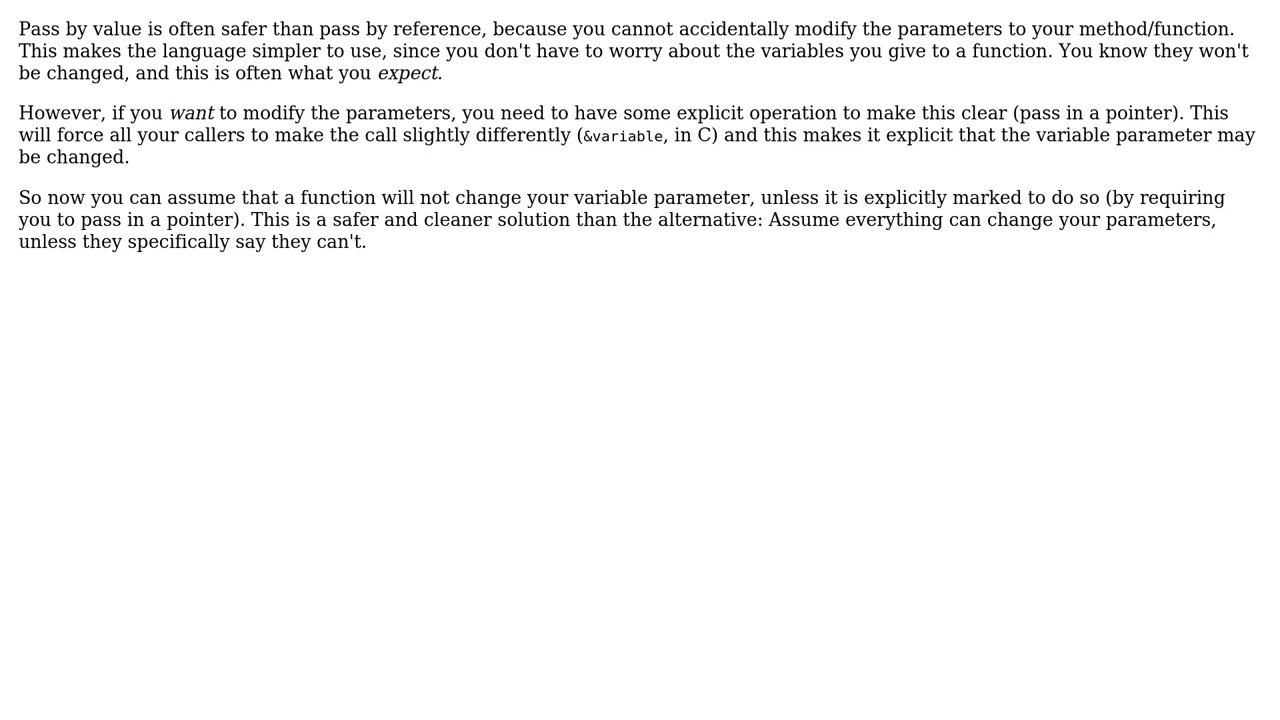 Pass by value is often safer than pass by reference, because you cannot accidentally modify the parameters to your method/function.
This makes the language simpler to use, since you don't have to worry about the variables you give to a function. You know they won't
be changed, and this is often what you expect.
However, if you want to modify the parameters, you need to have some explicit operation to make this clear (pass in a pointer). This
will force all your callers to make the call slightly differently (&variable, in C) and this makes it explicit that the variable parameter may
be changed.
So now you can assume that a function will not change your variable parameter, unless it is explicitly marked to do so (by requiring
you to pass in a pointer). This is a safer and cleaner solution than the alternative: Assume everything can change your parameters,
unless they specifically say they can't.